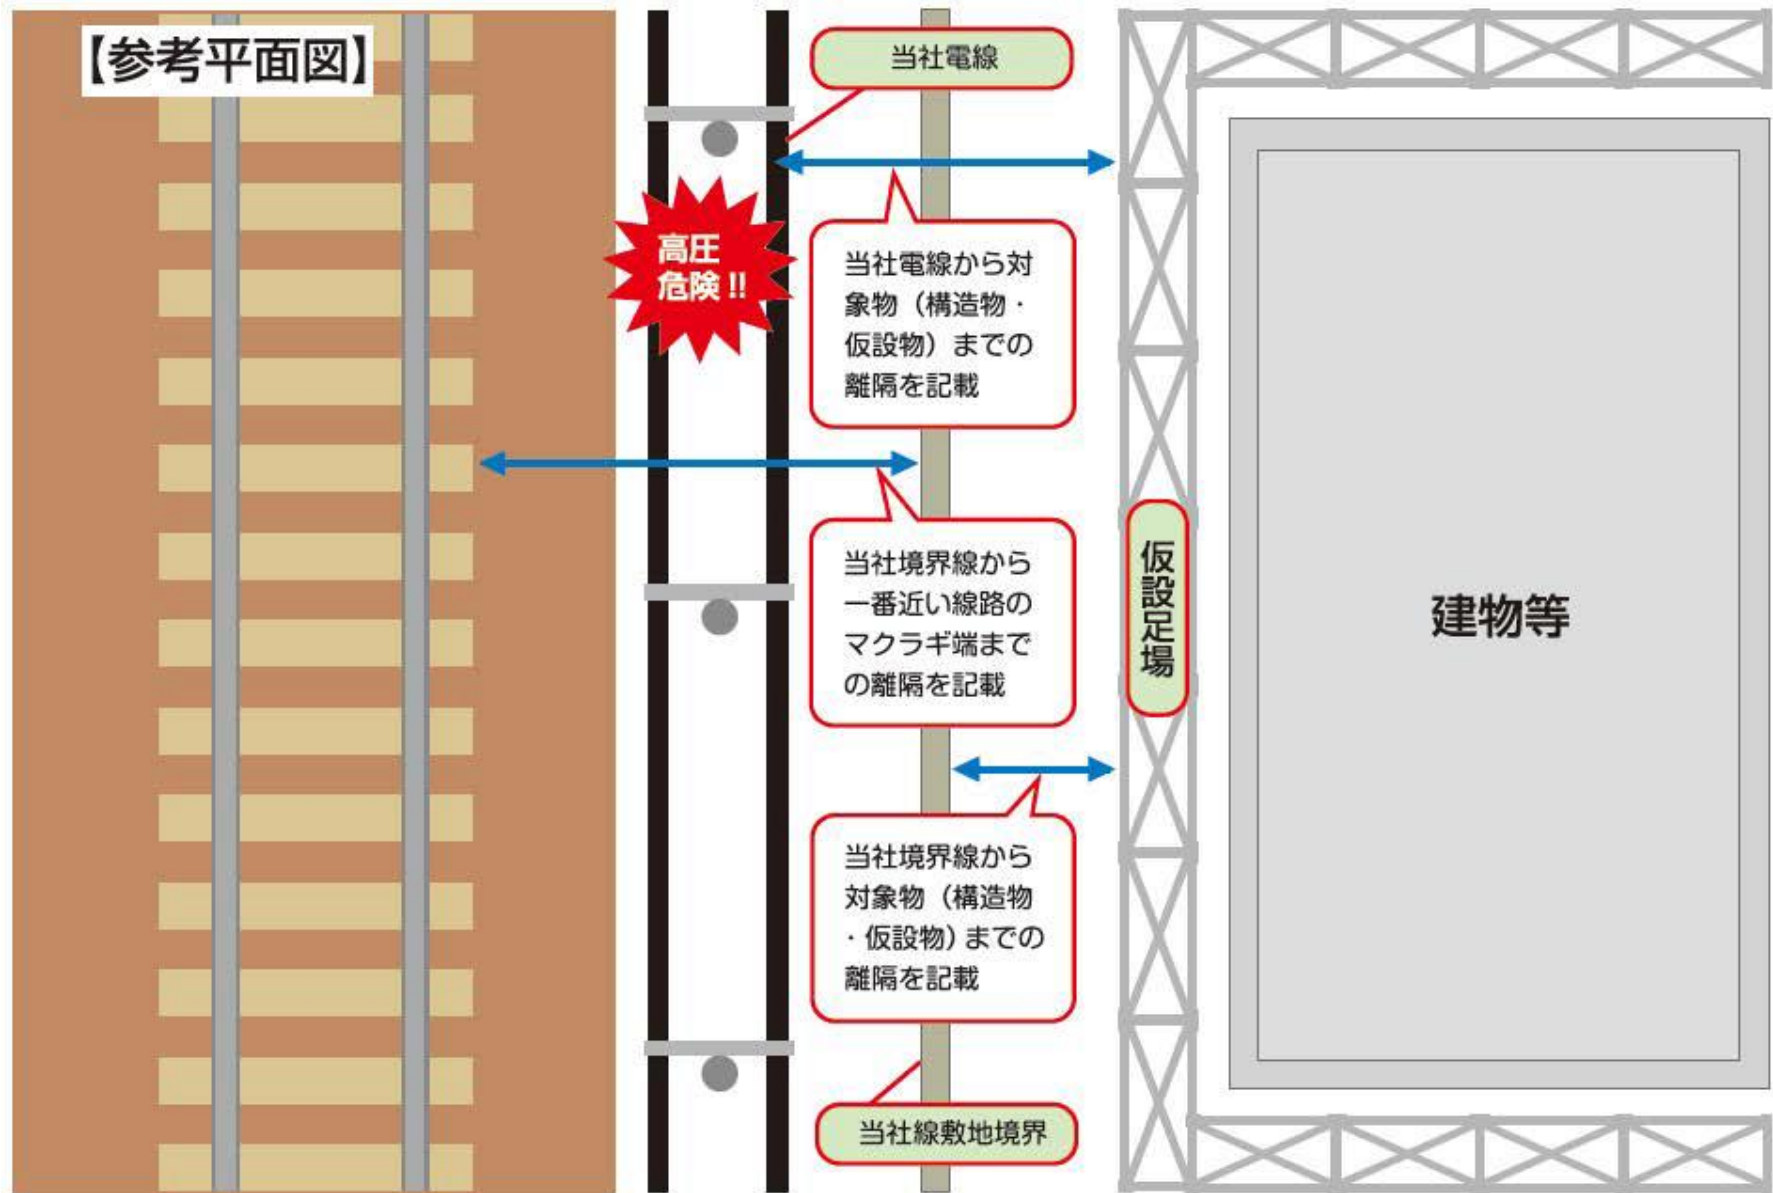 【参考平面図】
当社電線
高圧
危険!!
当社電線から対
象物（構造物・
仮設物）までの
離隔を記載
当社境界線から
一番近い線路の
マクラギ端まで
の離隔を記載
仮設足場
建物等
当社境界線から
対象物（構造物
・仮設物）までの
離隔を記載
当社線敷地境界